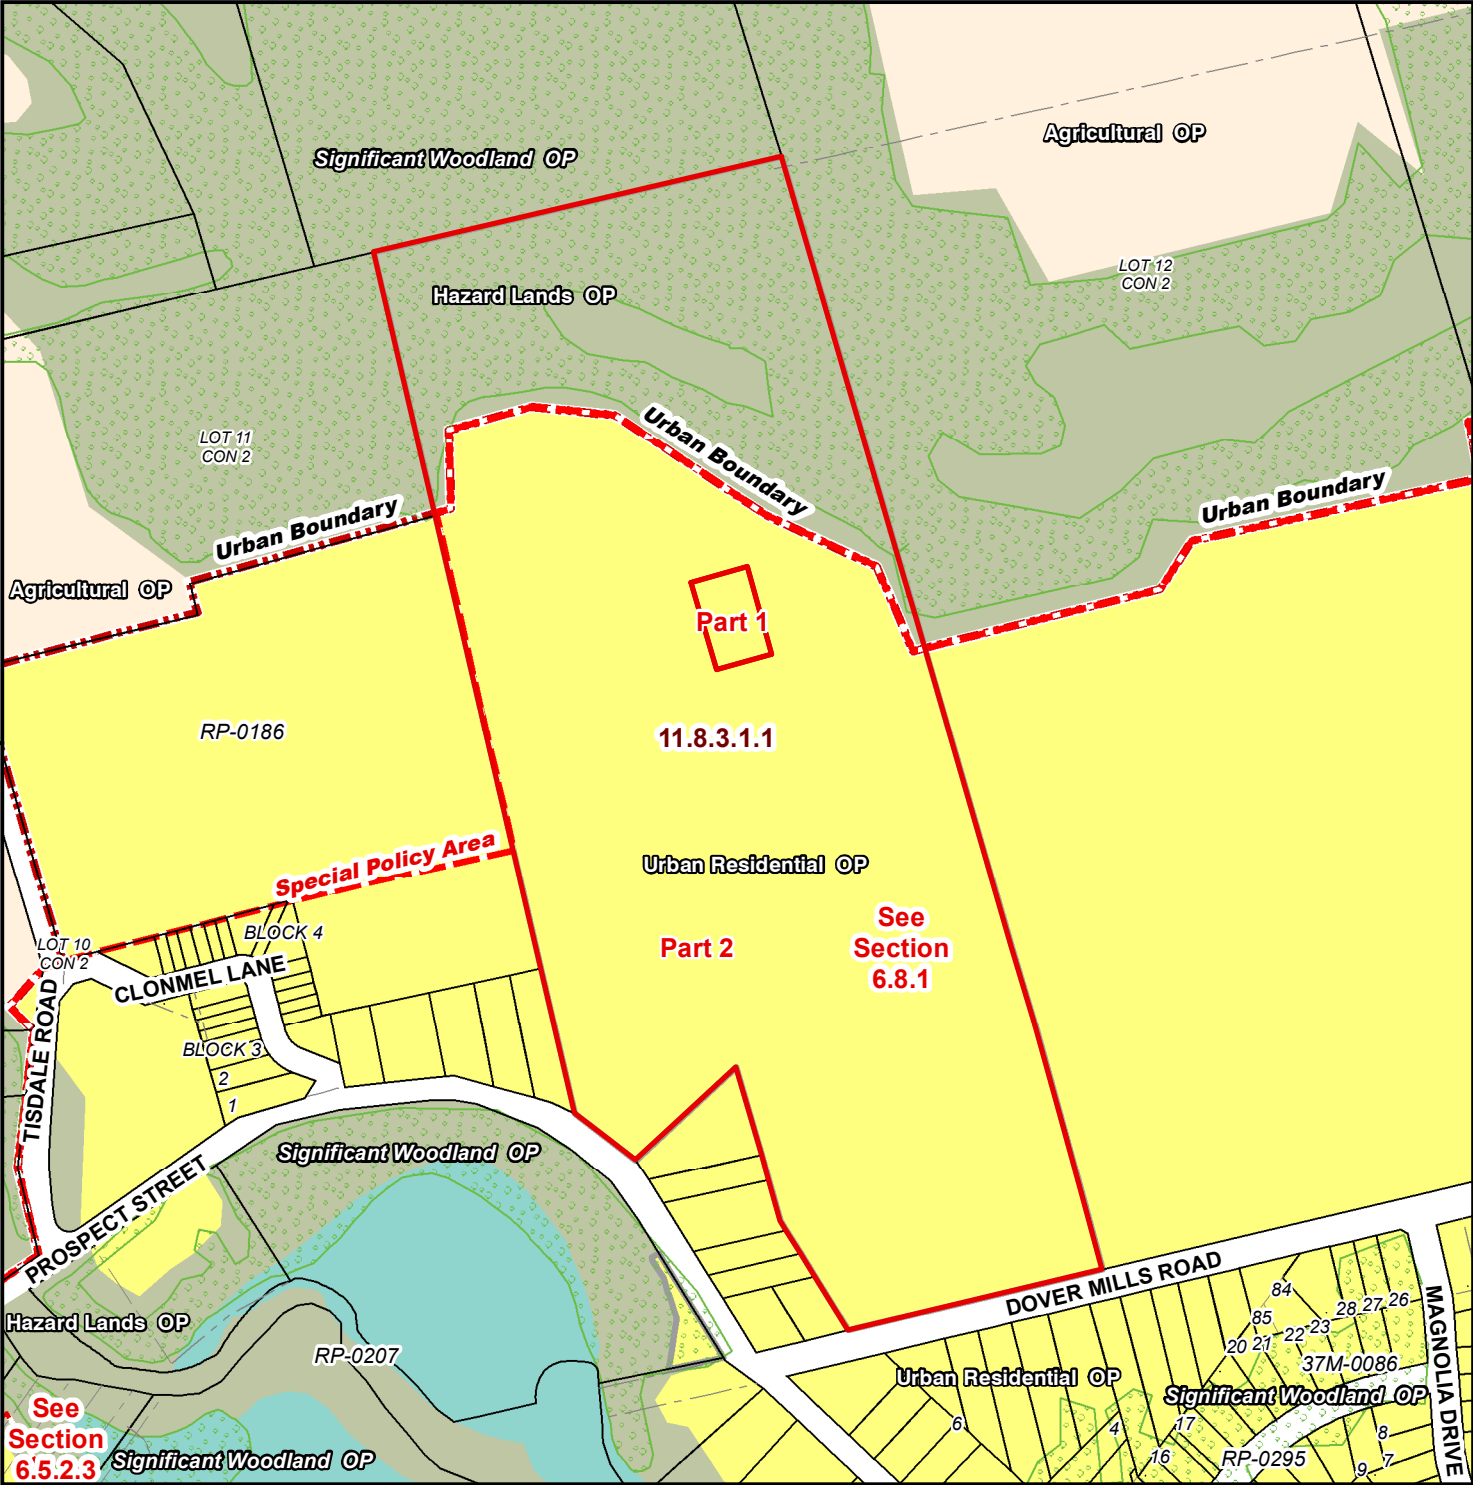 Agricultural OP
Significant Woodland OP
LOT 12
CON 2
Hazard Lands OP
Urban Boundary
LOT 11
CON 2
Urban Boundary
Urban Boundary
Agricultural OP
Part 1
RP-0186
11.8.3.1.1
Special Policy Area
Urban Residential OP
See
Section
6.8.1
Part 2
BLOCK 4
LOT 10
CON 2
CLONMEL LANE
TISDALE ROAD
BLOCK 3
2
1
Significant Woodland OP
PROSPECT STREET
DOVER MILLS ROAD
MAGNOLIA DRIVE
84
85
28
27
26
20
21
22
23
Hazard Lands OP
RP-0207
37M-0086
Urban Residential OP
Significant Woodland OP
See
Section
6.5.2.3
6
4
17
16
8
7
9
RP-0295
Significant Woodland OP